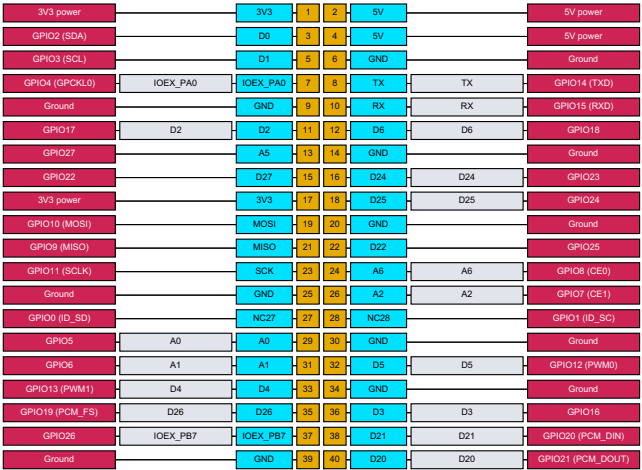 3V3 power 3V3 1 2 5V 5V power
GPIO2 (SDA) D0 3 4 5V 5V power
GPIO3 (SCL) D1 5 6 GND Ground
GPIO4 (GPCKL0) IOEX_PA0 IOEX_PA0 7 8 TX TX GPIO14 (TXD)
Ground GND 9 10 RX RX GPIO15 (RXD)
GPIO17 D2 D2 11 12 D6 D6 GPIO18
GPIO27 A5 13 14 GND Ground
GPIO22 D27 15 16 D24 D24 GPIO23
3V3 power 3V3 17 18 D25 D25 GPIO24
GPIO10 (MOSI) MOSI 19 20 GND Ground
GPIO9 (MISO) MISO 21 22 D22 GPIO25
GPIO11 (SCLK) SCK 23 24 A6 A6 GPIO8 (CE0)
Ground GND 25 26 A2 A2 GPIO7 (CE1)
GPIO0 (ID_SD) NC27 27 28 NC28 GPIO1 (ID_SC)
GPIO5 A0 A0 29 30 GND Ground
GPIO6 A1 A1 31 32 D5 D5 GPIO12 (PWM0)
GPIO13 (PWM1) D4 D4 33 34 GND Ground
GPIO19 (PCM_FS) D26 D26 35 36 D3 D3 GPIO16
GPIO26 IOEX_PB7 IOEX_PB7 37 38 D21 D21 GPIO20 (PCM_DIN)
Ground GND 39 40 D20 D20 GPIO21 (PCM_DOUT)